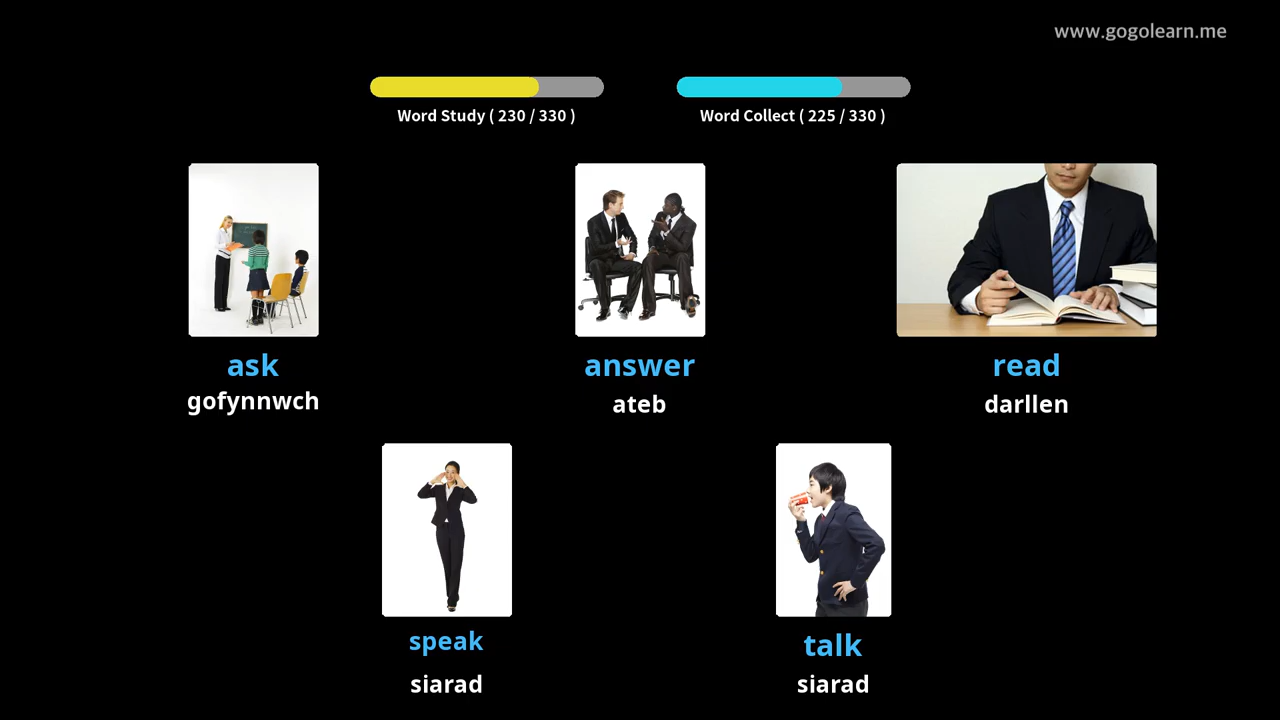 www.gogolearn.me
Word Study ( 230 / 330 )
Word Collect ( 225 / 330 )
ask
gofynnwch
answer
ateb
read
darllen
speak
siarad
talk
siarad